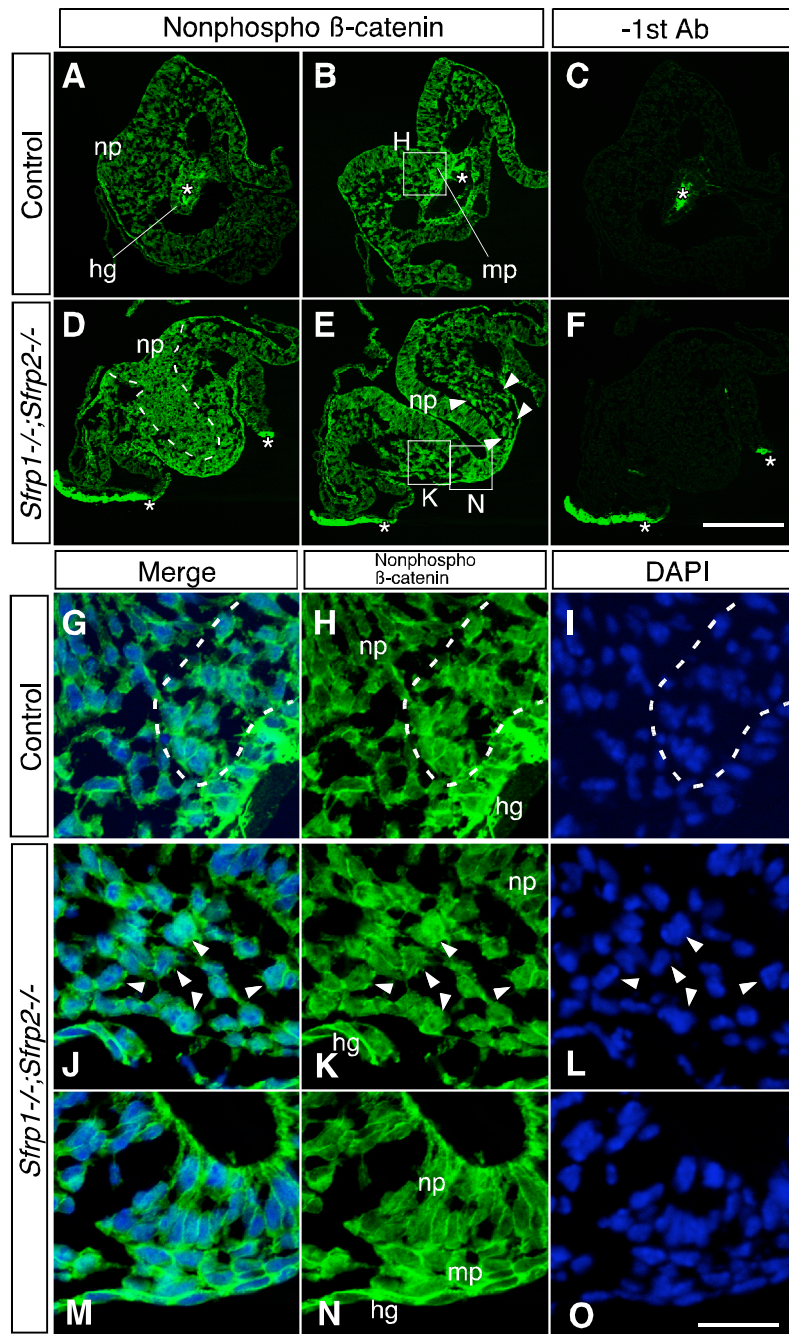 Nonphospho ß-catenin
-1st Ab
Control
A
np
*
hg
B
H
*
mp
C
*
Sfrp1-/-;Sfrp2-/-
D
np
*
*
E
np
K
N
*
F
*
*
Merge
Nonphospho
ß-catenin
DAPI
Control
G
H
np
hg
I
Sfrp1-/-;Sfrp2-/-
J
np
hg
K
L
M
np
mp
N
hg
O